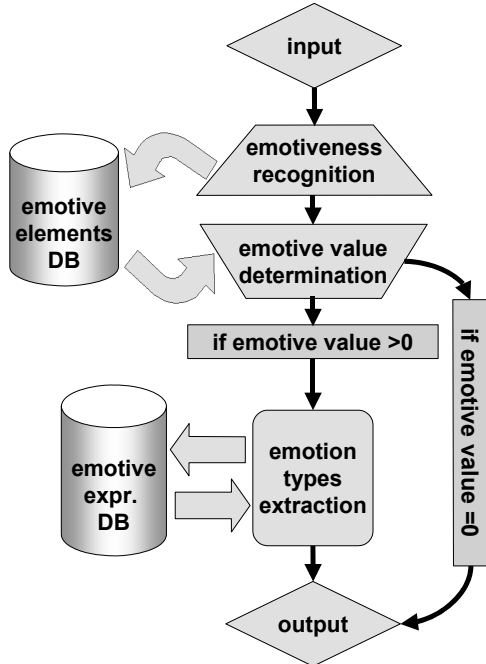 input
emotiveness
recognition
emotive
elements
DB
emotive value
determination
if emotive value >0
if emotive value =0
emotive
expr.
DB
emotion
types
extraction
output